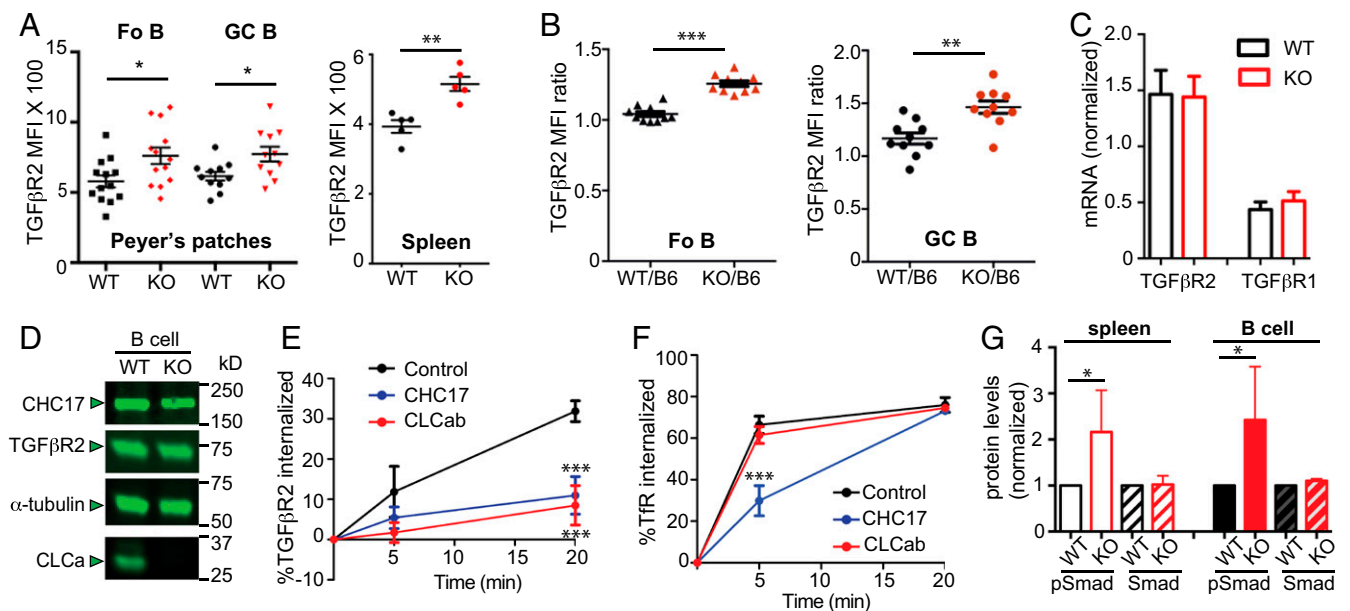 A
Fo B GC B
TGFβR2 MFI X 100
15
10
5
0
* *
Peyer's patches
WT KO WT KO
TGFβR2 MFI X 100
6
4
2
0
**
Spleen
WT KO
B
TGFβR2 MFI ratio
1.5
1.0
0.5
0
***
Fo B
WT/B6 KO/B6
TGFβR2 MFI ratio
2.0
1.5
1.0
0.5
0
**
GC B
WT/B6 KO/B6
C
mRNA (normalized)
2.0
1.5
1.0
0.5
0
WT
KO
TGFβR2 TGFβR1
D
B cell
WT KO kD
CHC17
250
150
TGFβR2
75
α-tubulin
75
50
CLCa
37
25
E
%TGFβR2 internalized
40
30
20
10
0
-10
Control
CHC17
CLCab
***
***
5 10 15 20
Time (min)
F
%TfR internalized
100
80
60
40
20
0
***
Control
CHC17
CLCab
5 10 15 20
Time (min)
G
spleen B cell
protein levels
(normalized)
4
2
1
0
* *
WT KO WT KO WT KO WT KO
pSmad Smad pSmad Smad